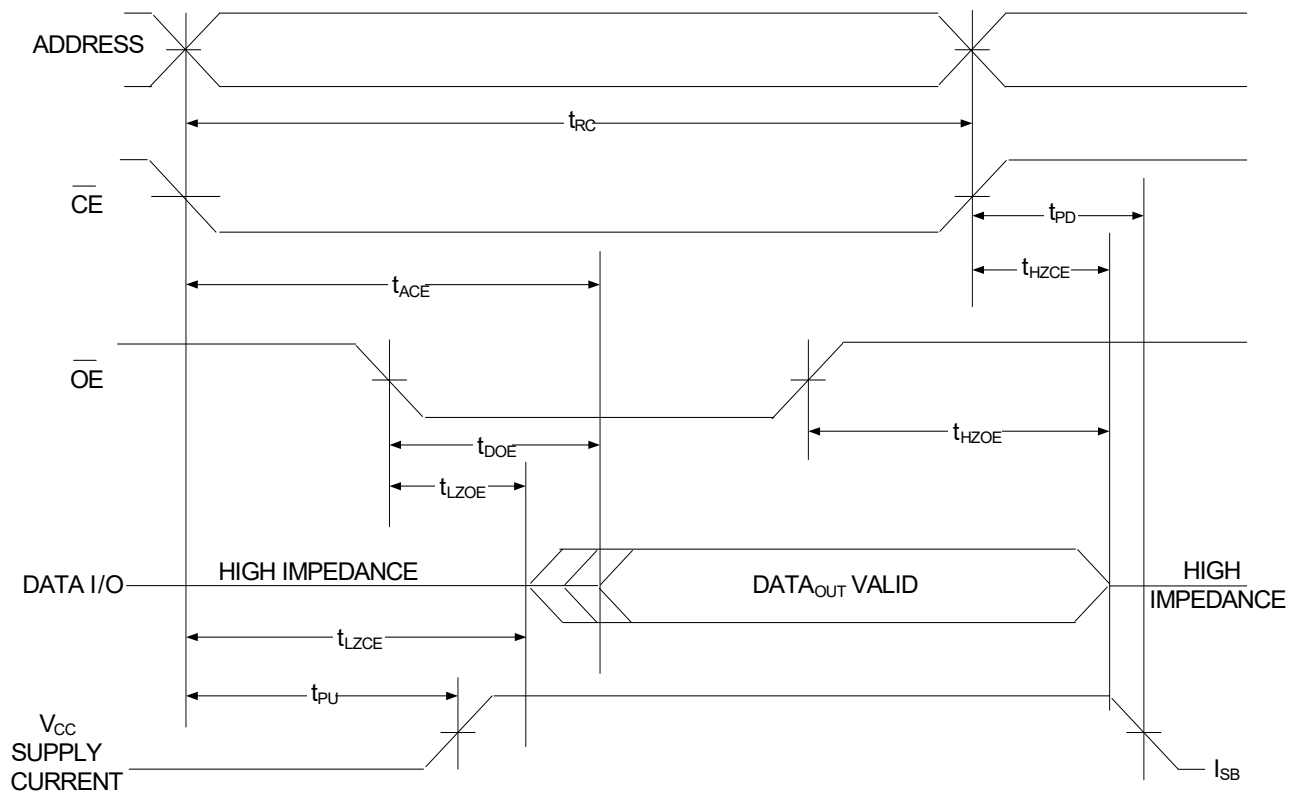 ADDRESS
tRC
CE
tPD
tHZCE
tACE
OE
tDOE
tHZOE
tLZOE
DATA I/O
HIGH IMPEDANCE
DATAOUT VALID
HIGH
IMPEDANCE
tLZCE
tPU
VCC
SUPPLY
CURRENT
ISB